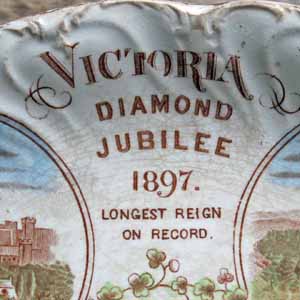 VICTORIA
DIAMOND
JUBILEE
1897.
LONGEST REIGN
ON RECORD.